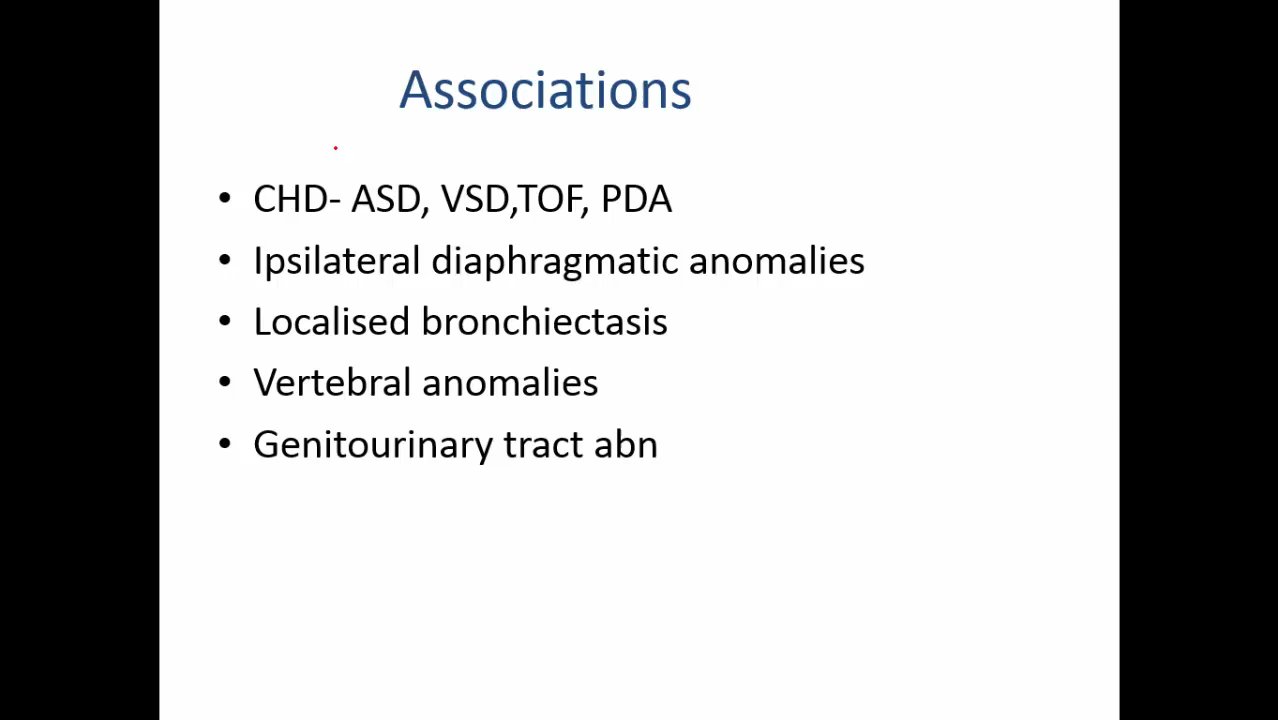 Associations
• CHD- ASD, VSD,TOF, PDA
• Ipsilateral diaphragmatic anomalies
• Localised bronchiectasis
• Vertebral anomalies
• Genitourinary tract abn